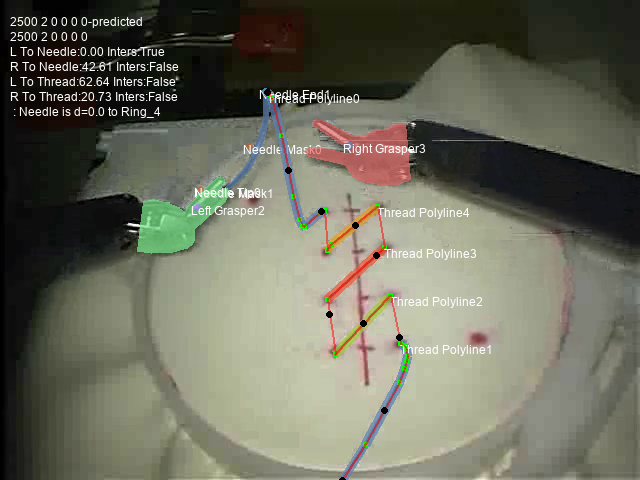 2500 2 0 0 0 0-predicted
2500 2 0 0 0 0
L To Needle:0.00 Inters:True
R To Needle:42.61 Inters:False
L To Thread:62.64 Inters:False
R To Thread:20.73 Inters:False
: Needle is d=0.0 to Ring_4
Needle End1
Thread Polyline0
Needle Mask0
Right Grasper3
Left Grasper2
Thread Polyline4
Thread Polyline3
Thread Polyline2
Thread Polyline1